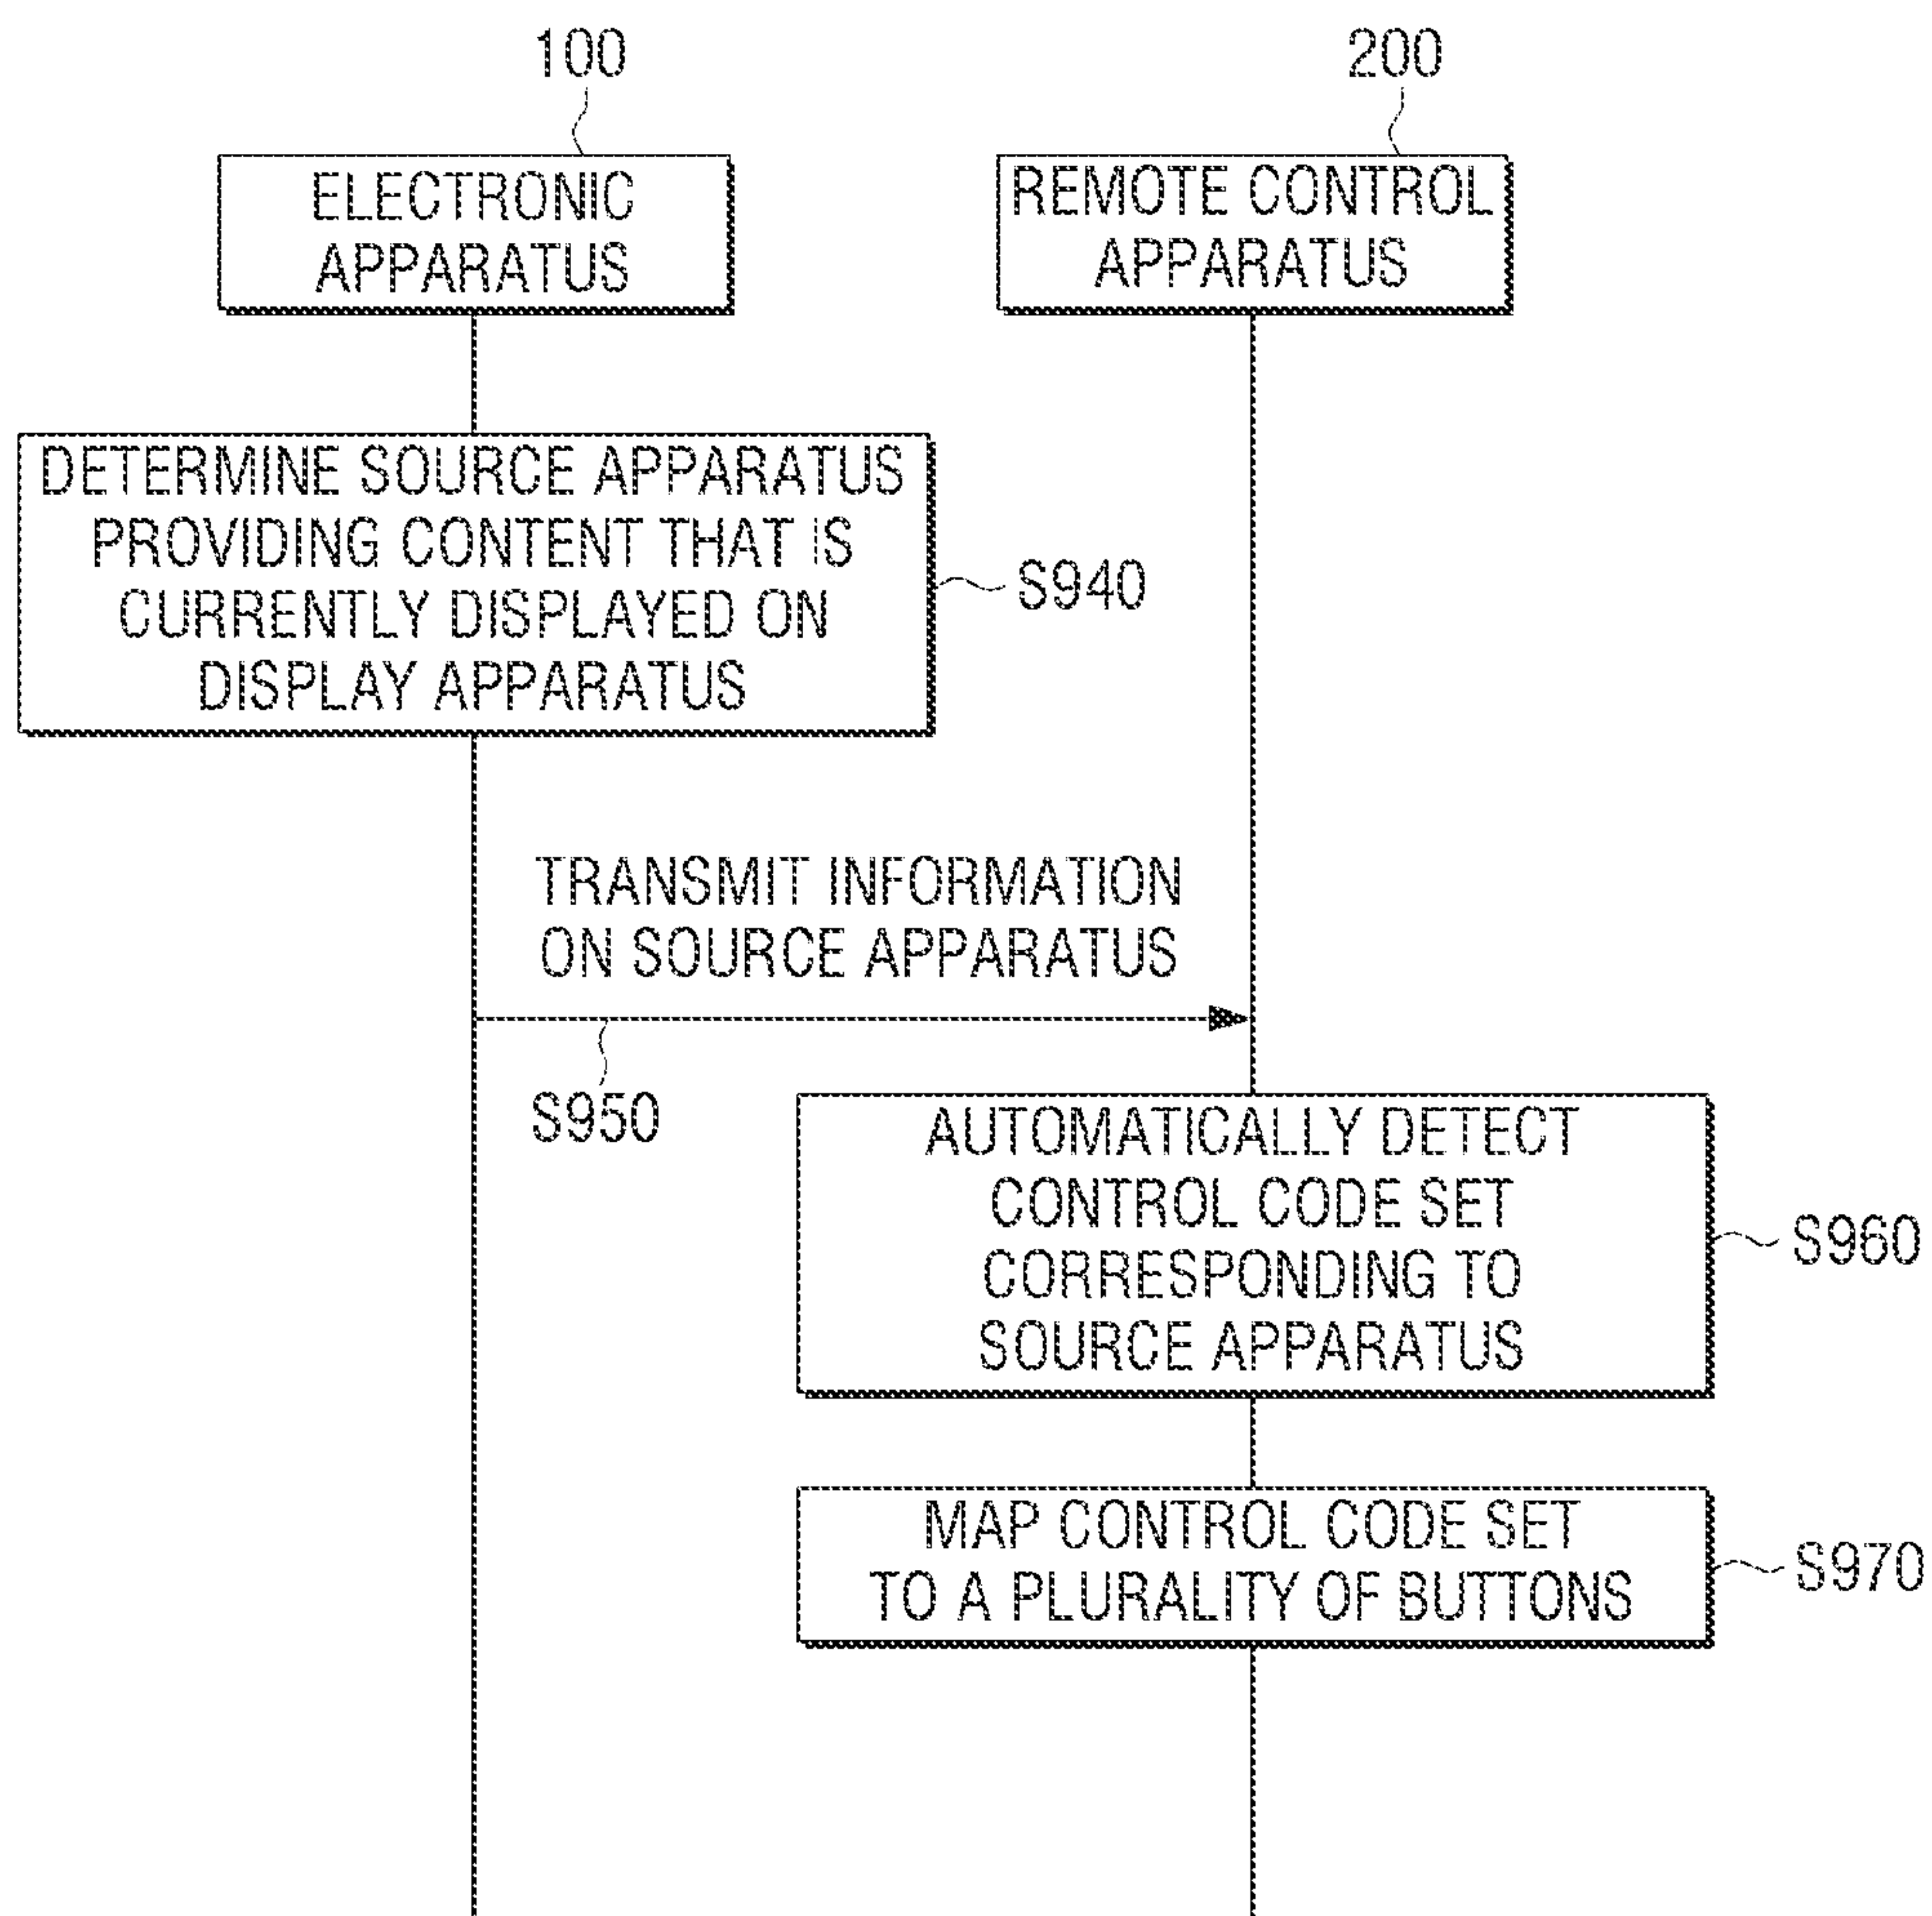 100
200
ELECTRONIC
APPARATUS
REMOTE CONTROL
APPARATUS
DETERMINE SOURCE APPARATUS
PROVIDING CONTENT THAT IS
CURRENTLY DISPLAYED ON
DISPLAY APPARATUS
S940
TRANSMIT INFORMATION
ON SOURCE APPARATUS
S950
AUTOMATICALLY DETECT
CONTROL CODE SET
CORRESPONDING TO
SOURCE APPARATUS
S960
MAP CONTROL CODE SET
TO A PLURALITY OF BUTTONS
S970